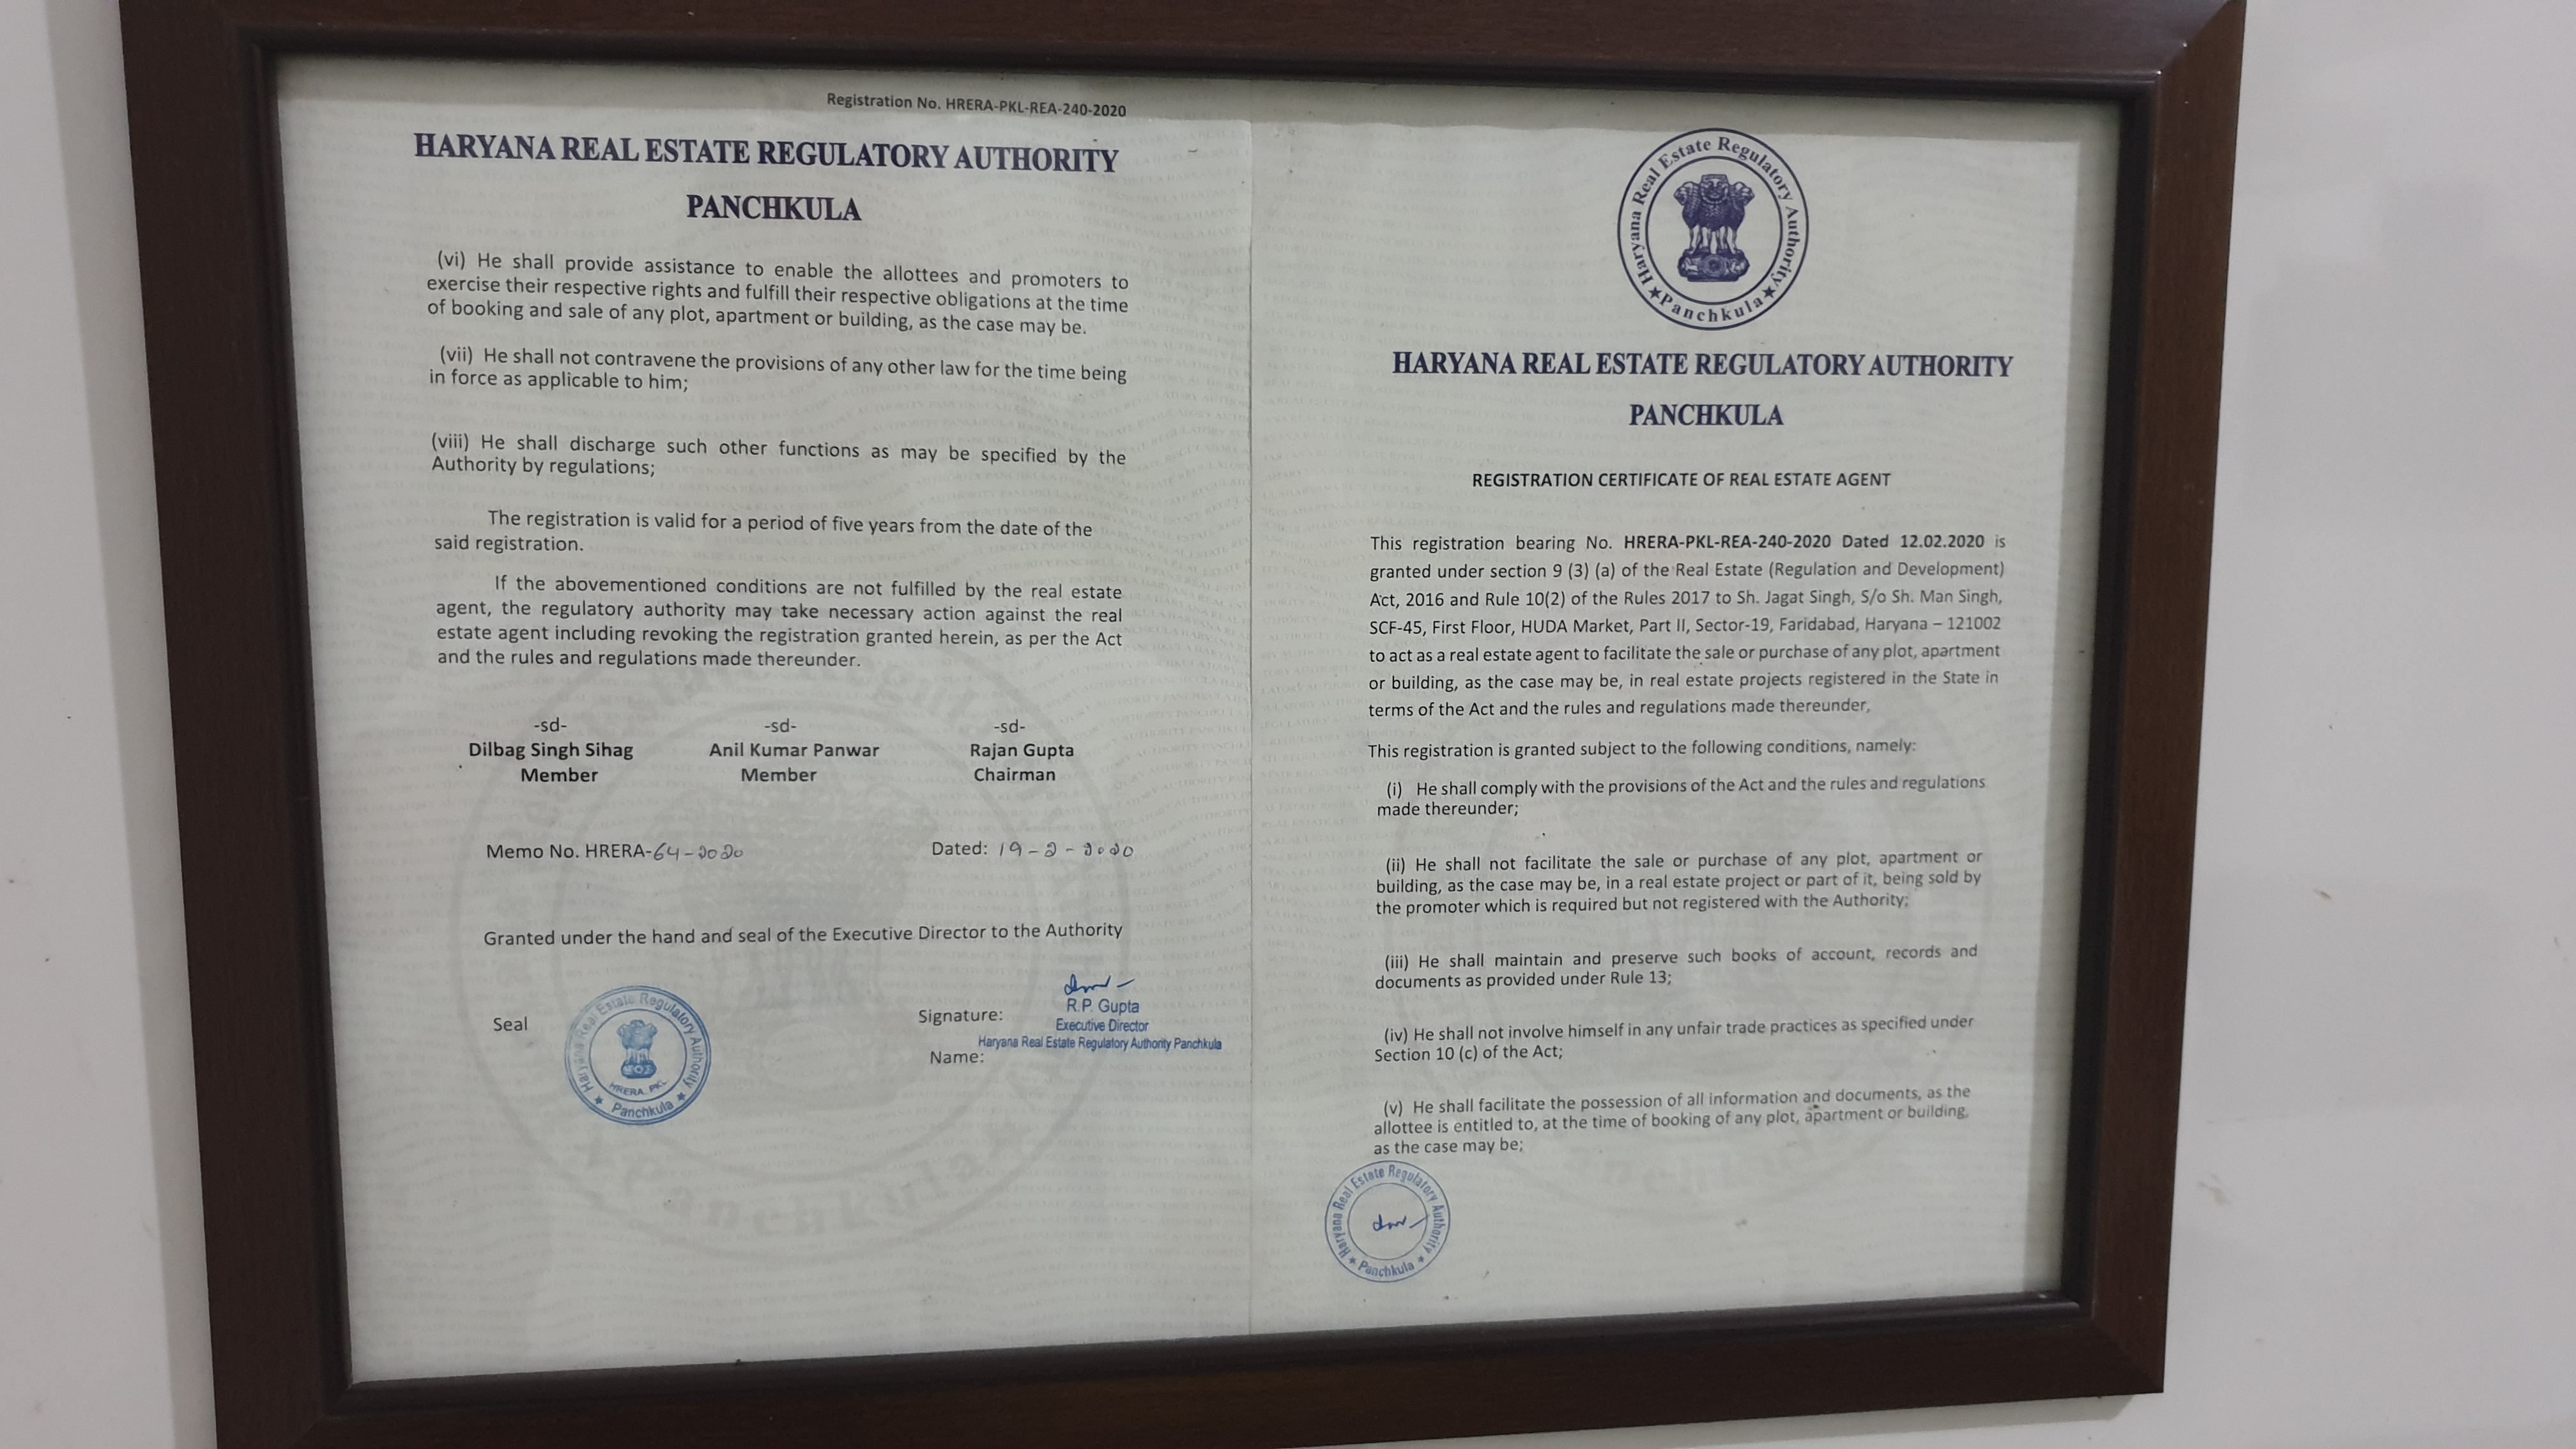 Registration No. HRERA-PKL-REA-240-2020
HARYANA REAL ESTATE REGULATORY AUTHORITY
PANCHKULA
(vi) He shall provide assistance to enable the allottees and promoters to
exercise their respective rights and fulfill their respective obligations at the time
of booking and sale of any plot, apartment or building, as the case may be.
(vii) He shall not contravene the provisions of any other law for the time being
in force as applicable to him;
(viii) He shall discharge such other functions as may be specified by the
Authority by regulations;
The registration is valid for a period of five years from the date of the
said registration.
If the abovementioned conditions are not fulfilled by the real estate
agent, the regulatory authority may take necessary action against the real
estate agent including revoking the registration granted herein, as per the Act
and the rules and regulations made thereunder.
-sd- -sd- -sd-
Dilbag Singh Sihag Anil Kumar Panwar Rajan Gupta
Member Member Chairman
Memo No. HRERA-64-2020 Dated: 19-2-2020
Granted under the hand and seal of the Executive Director to the Authority
Seal
Haryana Real Estate Regulatory Authority
HRERA, PKL
★ Panchkula ★
Signature:
R.P. Gupta
Executive Director
Haryana Real Estate Regulatory Authority Panchkula
Name:
Haryana Real Estate Regulatory Authority
★ Panchkula ★
HARYANA REAL ESTATE REGULATORY AUTHORITY
PANCHKULA
REGISTRATION CERTIFICATE OF REAL ESTATE AGENT
This registration bearing No. HRERA-PKL-REA-240-2020 Dated 12.02.2020 is
granted under section 9 (3) (a) of the Real Estate (Regulation and Development)
Act, 2016 and Rule 10(2) of the Rules 2017 to Sh. Jagat Singh, S/o Sh. Man Singh,
SCF-45, First Floor, HUDA Market, Part II, Sector-19, Faridabad, Haryana – 121002
to act as a real estate agent to facilitate the sale or purchase of any plot, apartment
or building, as the case may be, in real estate projects registered in the State in
terms of the Act and the rules and regulations made thereunder,
This registration is granted subject to the following conditions, namely:
(i) He shall comply with the provisions of the Act and the rules and regulations
made thereunder;
(ii) He shall not facilitate the sale or purchase of any plot, apartment or
building, as the case may be, in a real estate project or part of it, being sold by
the promoter which is required but not registered with the Authority;
(iii) He shall maintain and preserve such books of account, records and
documents as provided under Rule 13;
(iv) He shall not involve himself in any unfair trade practices as specified under
Section 10 (c) of the Act;
(v) He shall facilitate the possession of all information and documents, as the
allottee is entitled to, at the time of booking of any plot, apartment or building,
as the case may be;
Haryana Real Estate Regulatory Authority
★ Panchkula ★